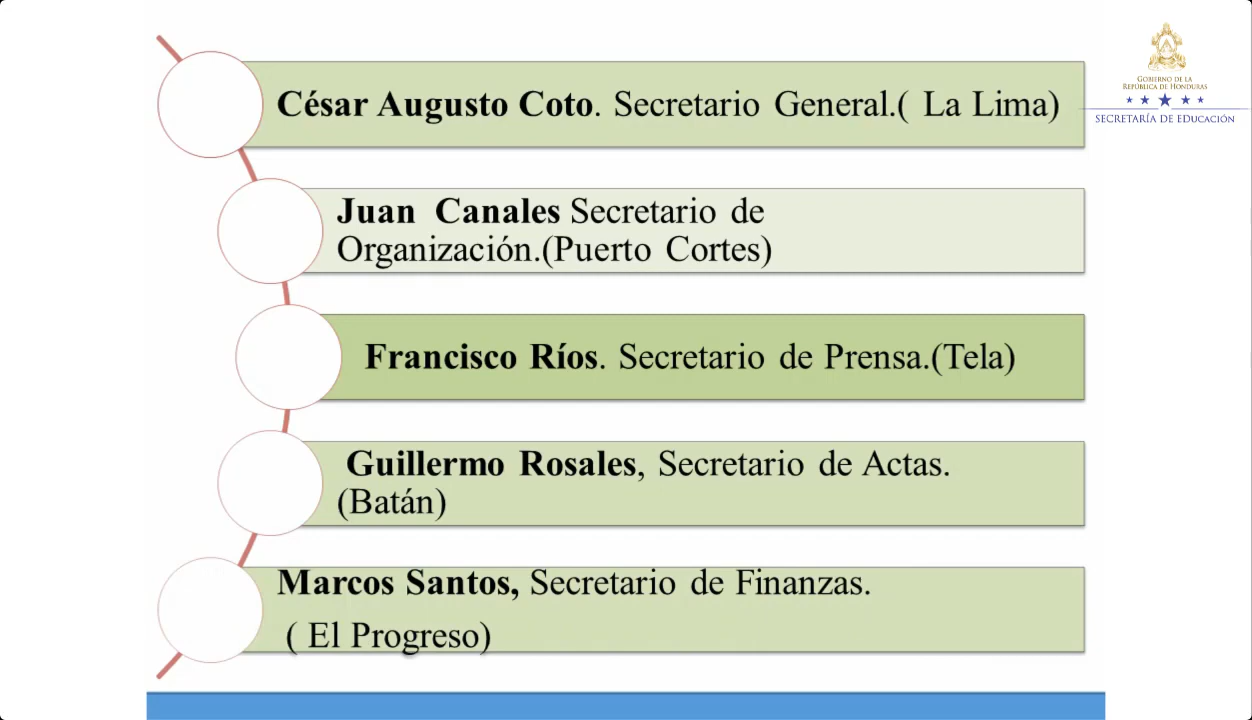 César Augusto Coto. Secretario General.( La Lima)
Juan Canales Secretario de
Organización.(Puerto Cortes)
Francisco Ríos. Secretario de Prensa.(Tela)
Guillermo Rosales, Secretario de Actas.
(Batán)
Marcos Santos, Secretario de Finanzas.
( El Progreso)
GOBIERNO DE LA
REPÚBLICA DE HONDURAS
SECRETARÍA DE EDUCACIÓN